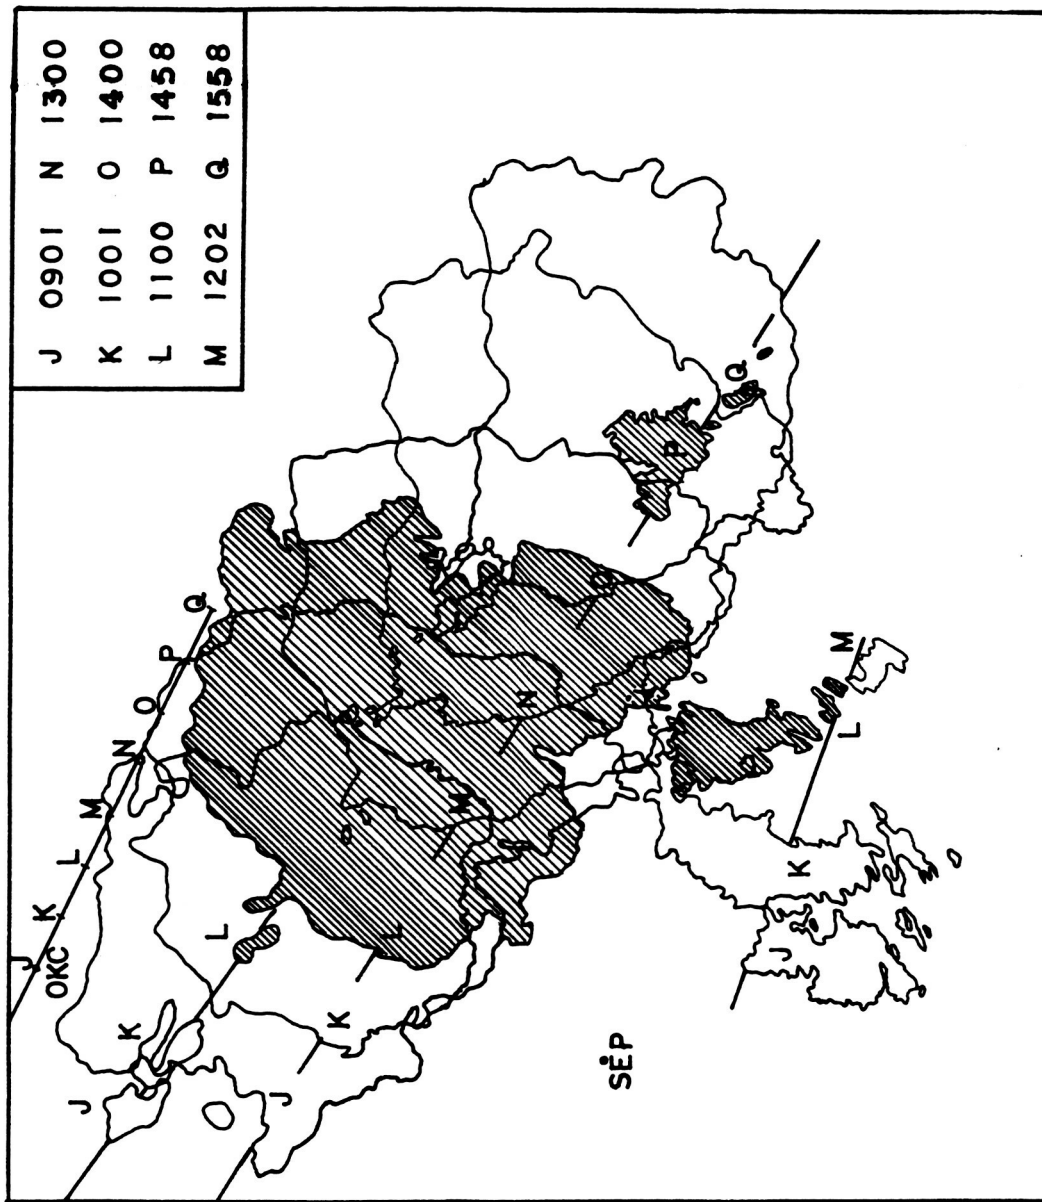 J 0901 N 1300
K 1001 O 1400
L 1100 P 1458
M 1202 Q 1558
J K L M N O P Q
OKC
J K L
J K L M N O P Q
SEP
J K L M